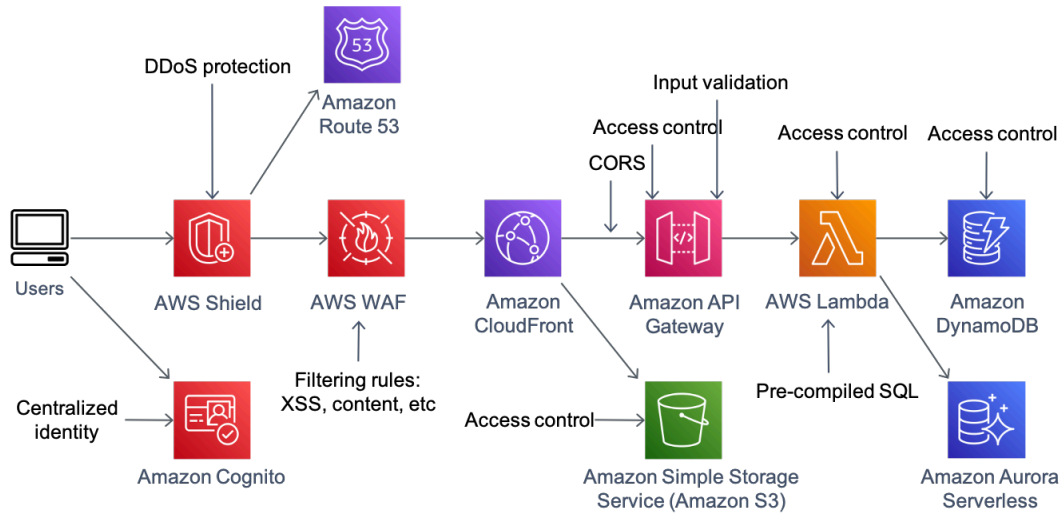 53
DDoS protection
Amazon
Route 53
Input validation
Access control
Access control
Access control
CORS
Users
AWS Shield
AWS WAF
Amazon
CloudFront
Amazon API
Gateway
AWS Lambda
Amazon
DynamoDB
Filtering rules:
XSS, content, etc
Pre-compiled SQL
Centralized
identity
Access control
Amazon Cognito
Amazon Simple Storage
Service (Amazon S3)
Amazon Aurora
Serverless